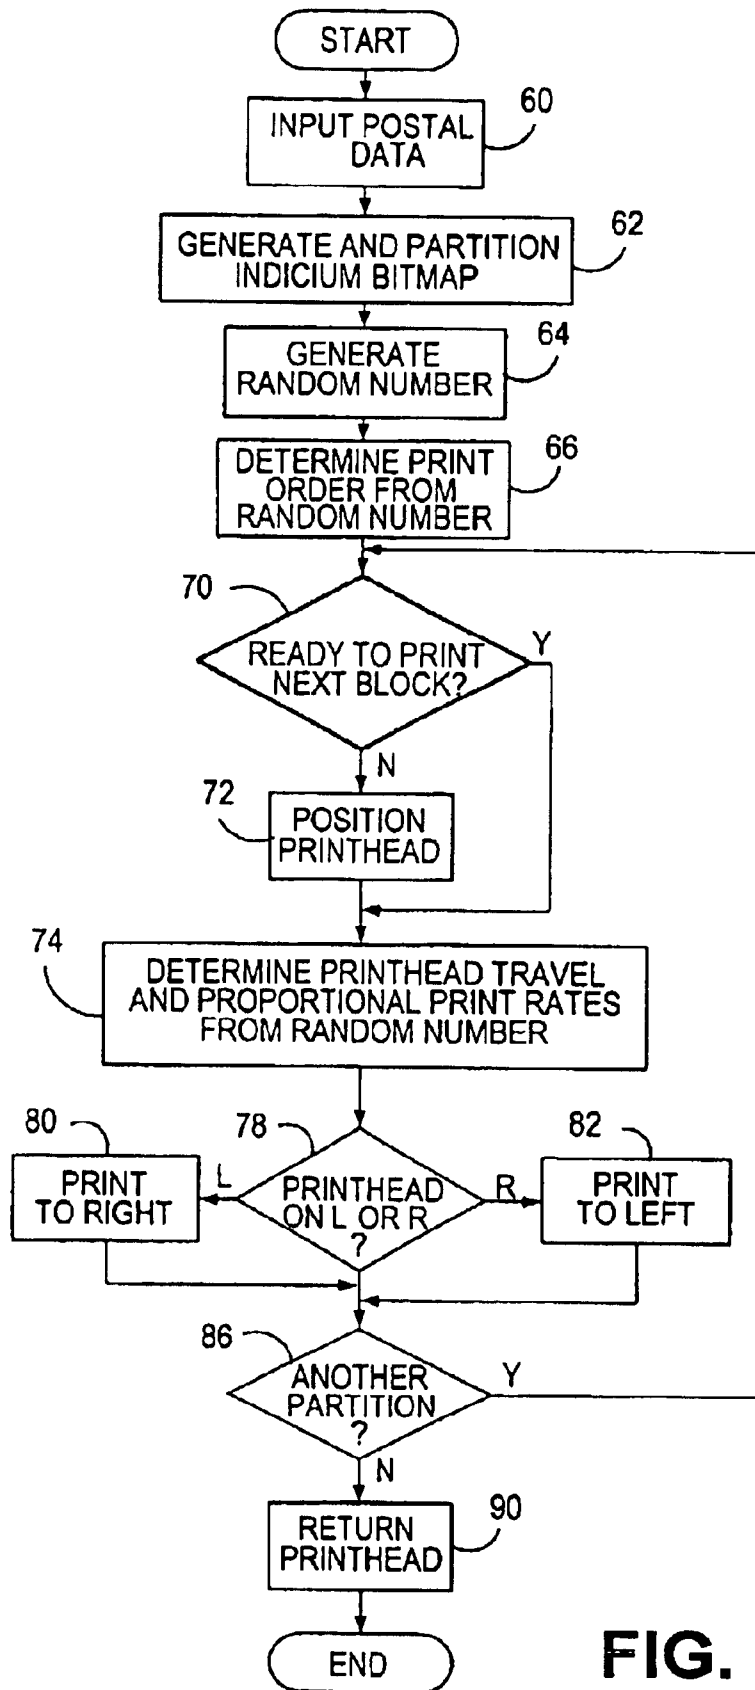 START
60
INPUT POSTAL
DATA
62
GENERATE AND PARTITION
INDICIUM BITMAP
64
GENERATE
RANDOM NUMBER
66
DETERMINE PRINT
ORDER FROM
RANDOM NUMBER
70
READY TO PRINT
NEXT BLOCK?
Y
N
72
POSITION
PRINTHEAD
74
DETERMINE PRINTHEAD TRAVEL
AND PROPORTIONAL PRINT RATES
FROM RANDOM NUMBER
80
78
82
PRINT
TO RIGHT
L
PRINTHEAD
ON L OR R
?
R
PRINT
TO LEFT
86
ANOTHER
PARTITION
?
Y
N
90
RETURN
PRINTHEAD
END
FIG.